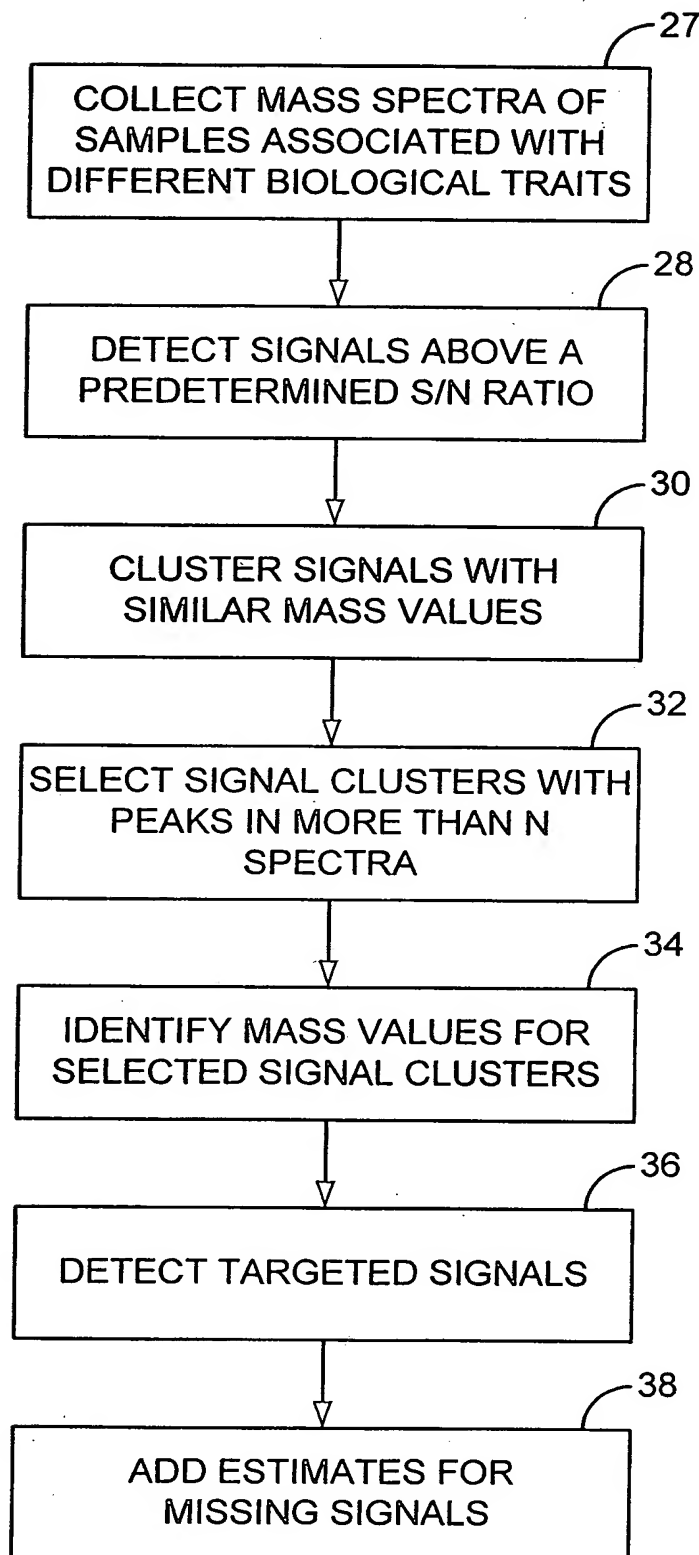 27
COLLECT MASS SPECTRA OF
SAMPLES ASSOCIATED WITH
DIFFERENT BIOLOGICAL TRAITS
28
DETECT SIGNALS ABOVE A
PREDETERMINED S/N RATIO
30
CLUSTER SIGNALS WITH
SIMILAR MASS VALUES
32
SELECT SIGNAL CLUSTERS WITH
PEAKS IN MORE THAN N
SPECTRA
34
IDENTIFY MASS VALUES FOR
SELECTED SIGNAL CLUSTERS
36
DETECT TARGETED SIGNALS
38
ADD ESTIMATES FOR
MISSING SIGNALS